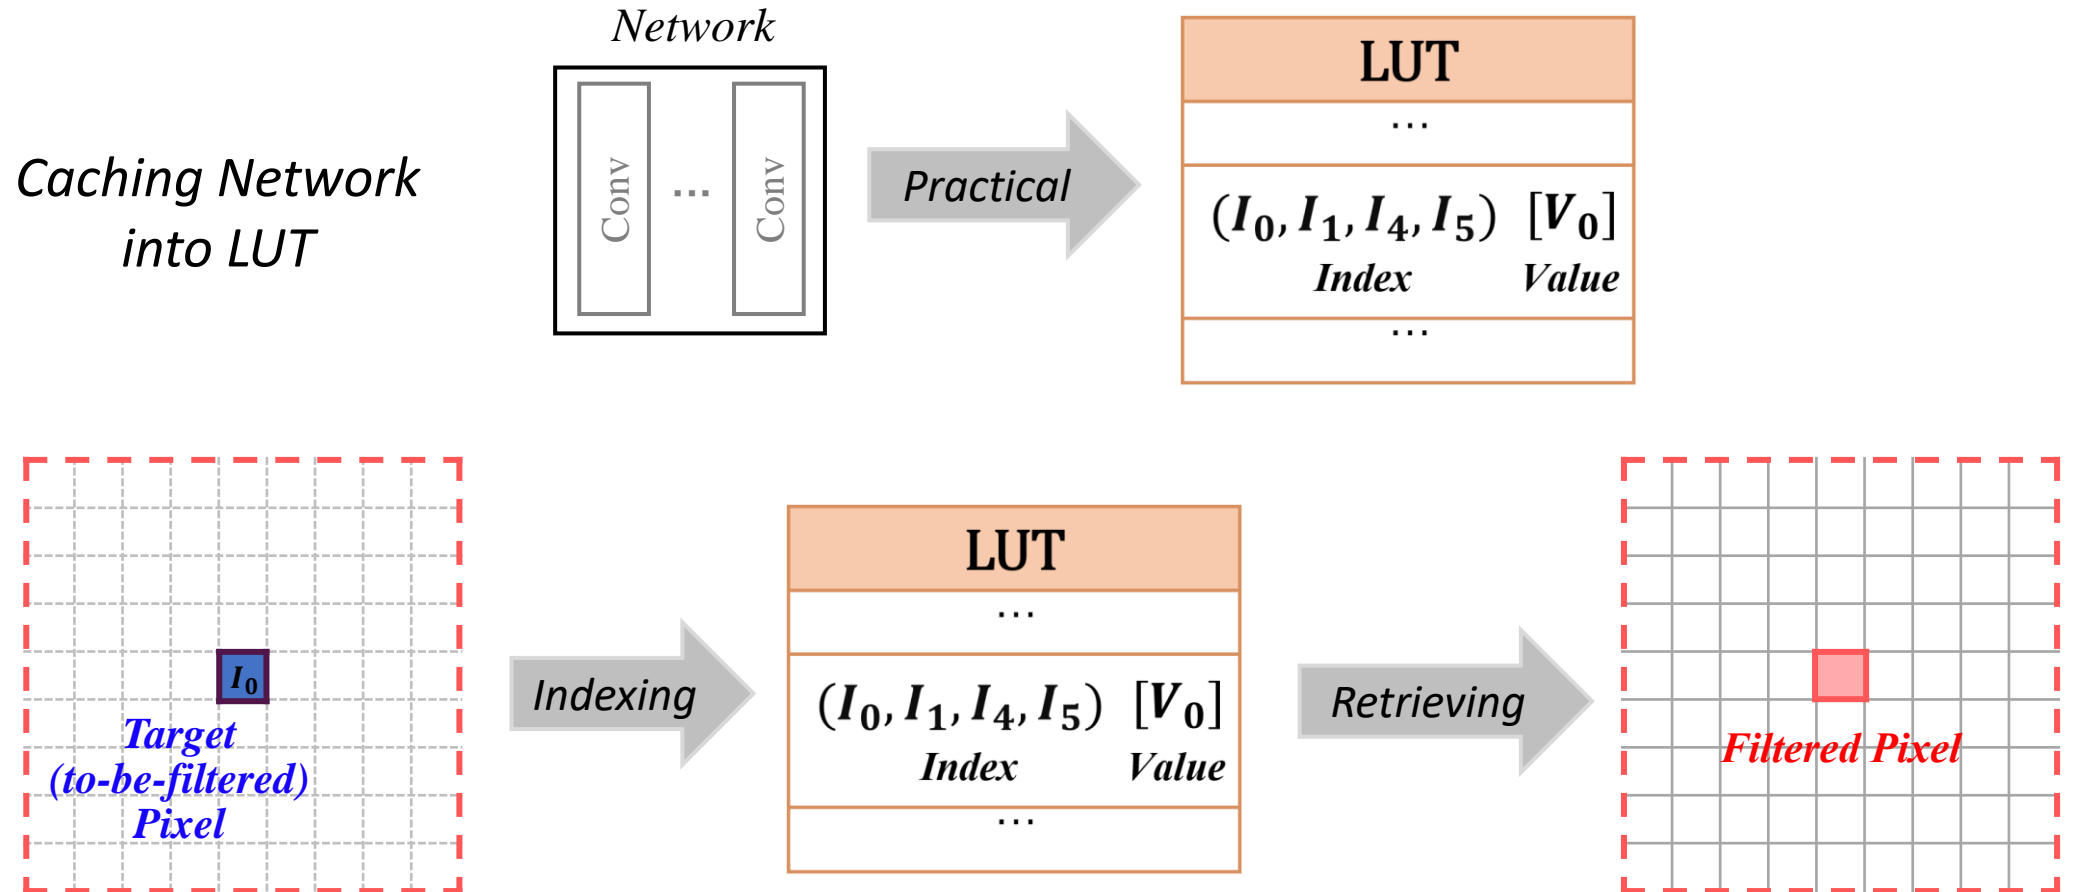 Network
Caching Network
into LUT
Conv
...
Conv
Practical
LUT
...
(I₀, I₁, I₄, I₅) [V₀]
Index Value
...
I₀
Target
(to-be-filtered)
Pixel
Indexing
LUT
...
(I₀, I₁, I₄, I₅) [V₀]
Index Value
...
Retrieving
Filtered Pixel